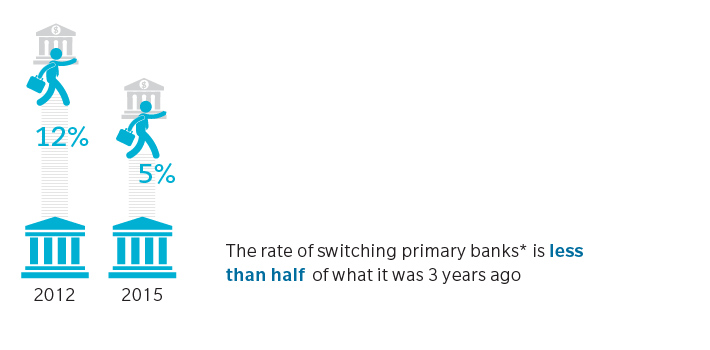 12%
5%
2012 2015
The rate of switching primary banks* is less
than half of what it was 3 years ago